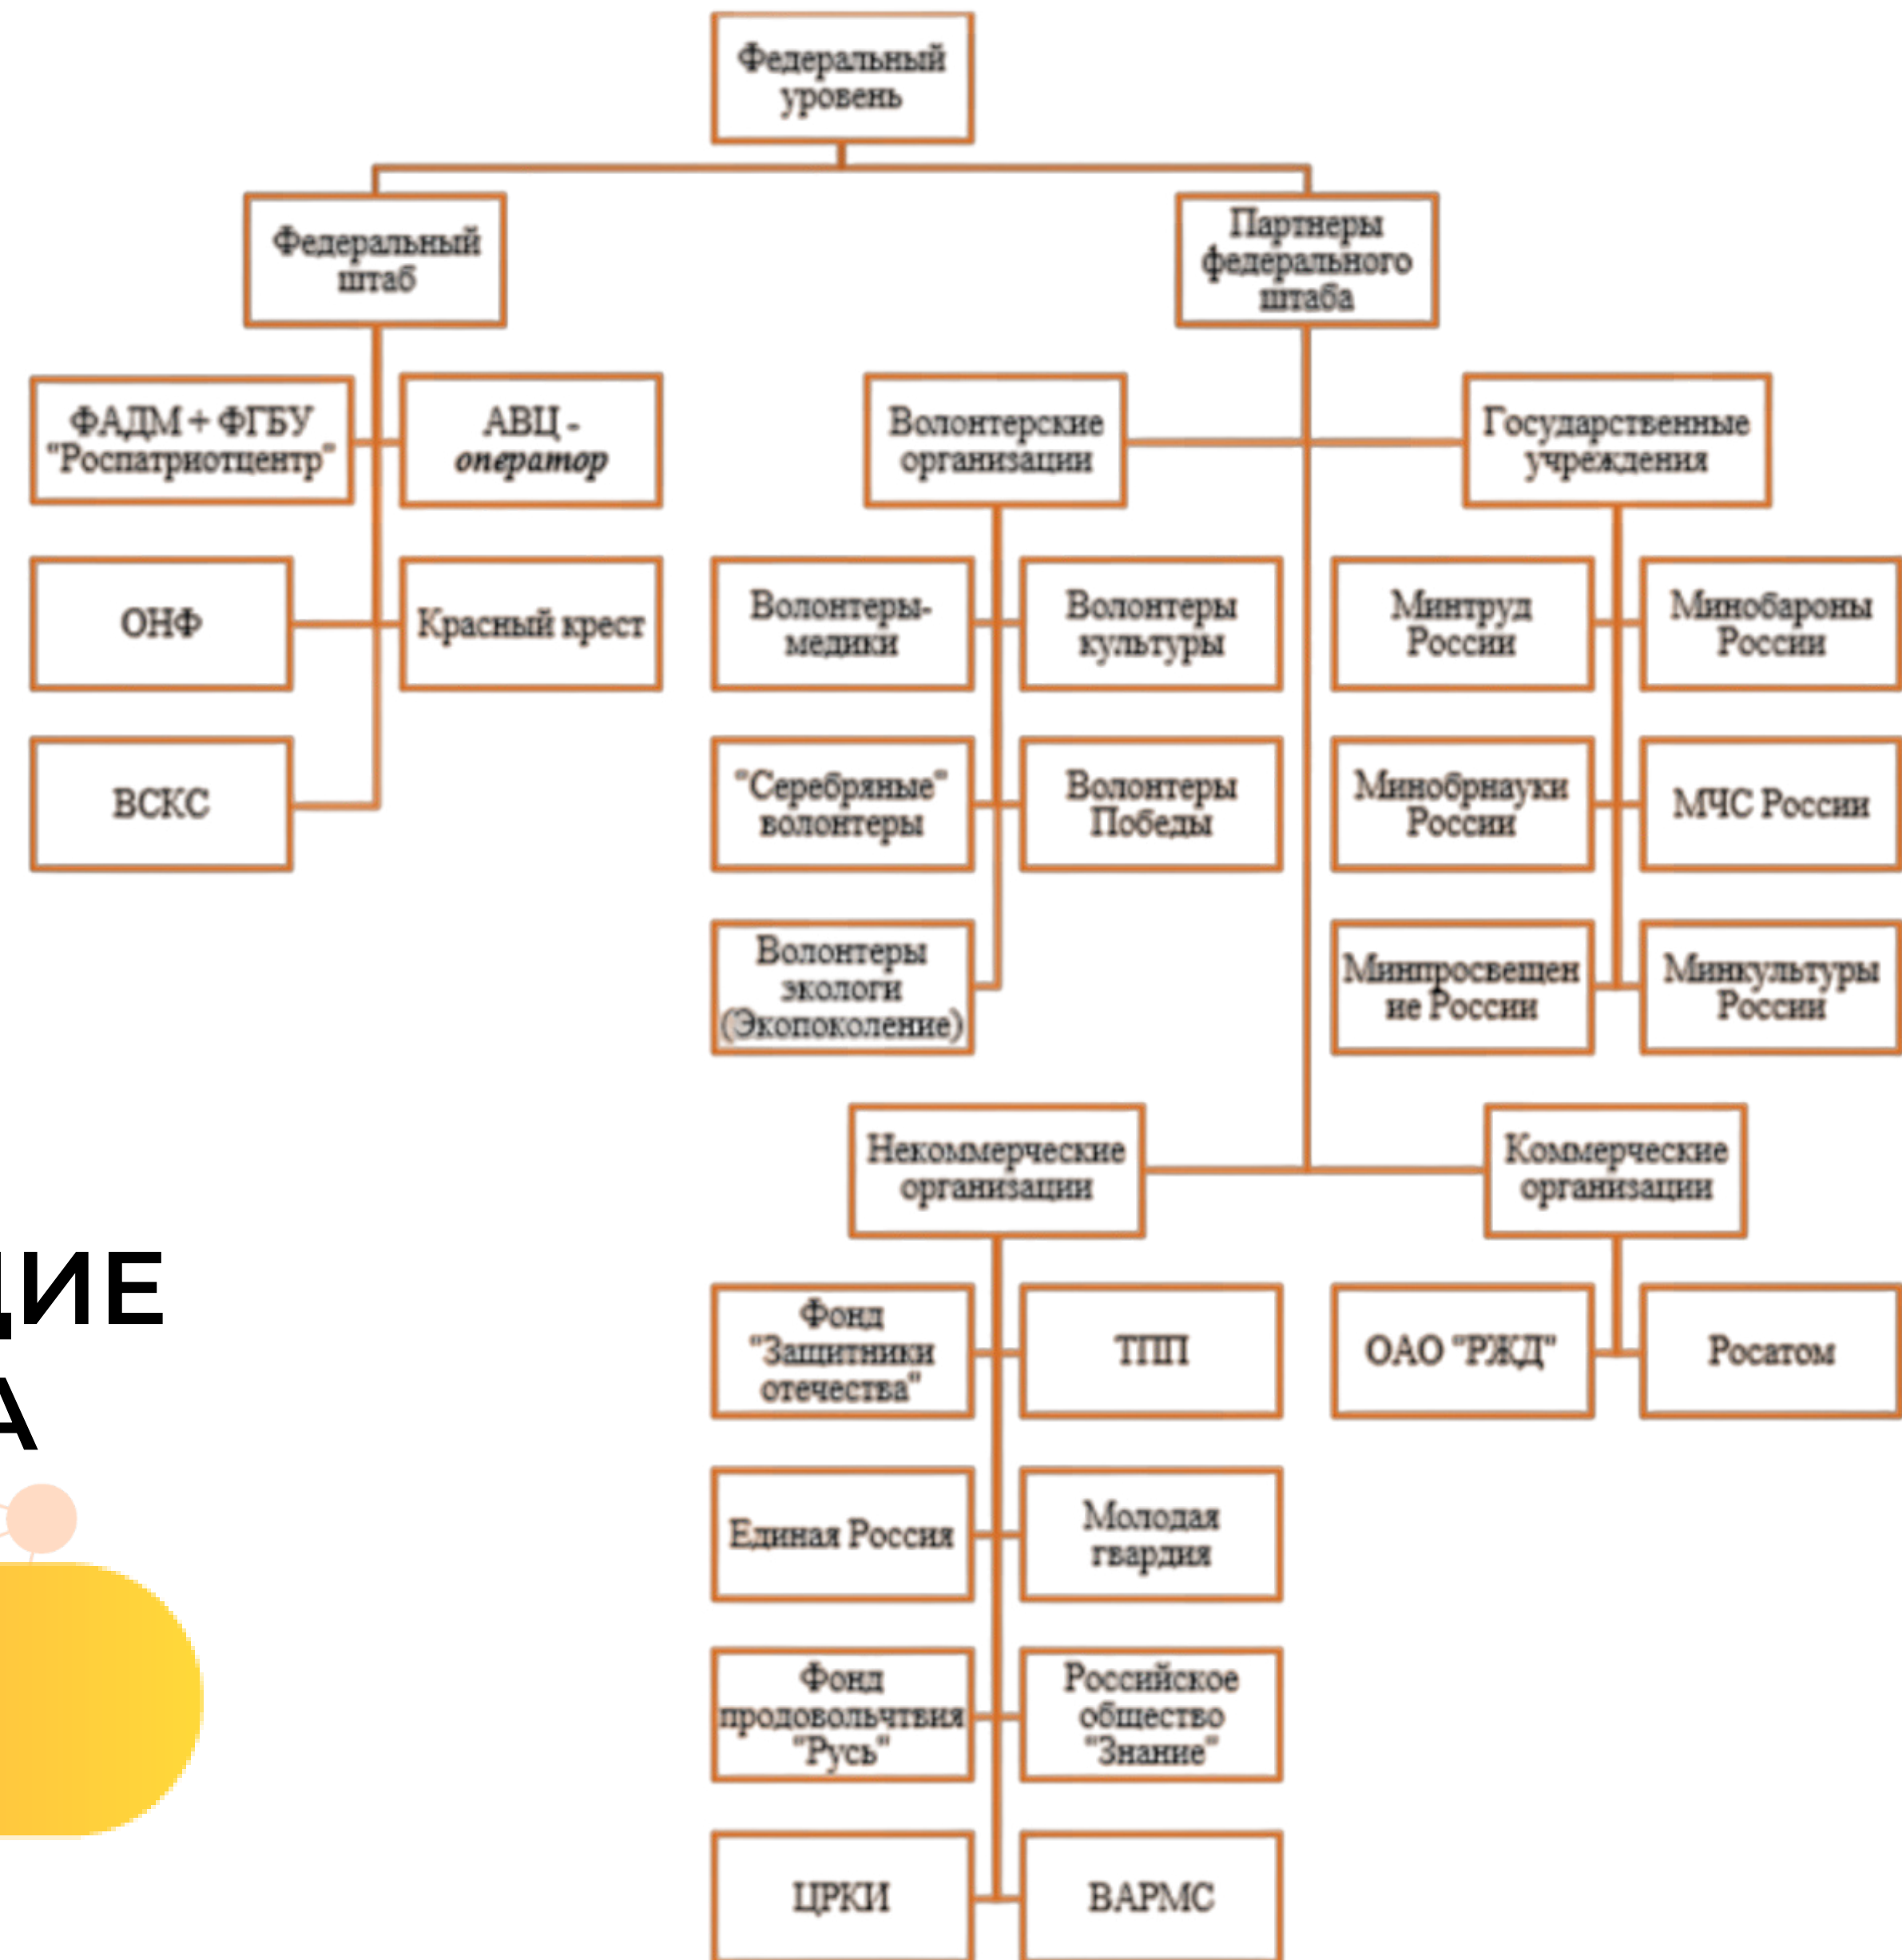 Федеральный
уровень
Федеральный
штаб
Партнеры
федерального
штаба
ФАДМ + ФГБУ
"Роспатриотцентр"
АВЦ -
оператор
Волонтерские
организации
Государственные
учреждения
ОНФ
Красный крест
Волонтеры-
медики
Волонтеры
культуры
Минтруд
России
Минобароны
России
ВСКС
"Серебряные"
волонтеры
Волонтеры
Победы
Минобрнауки
России
МЧС России
Волонтеры
экологи
(Экопоколение)
Минпросвещен
ие России
Минкультуры
России
Некоммерческие
организации
Коммерческие
организации
ЩИЕ
А
Фонд
"Защитники
отечества"
ТПП
ОАО "РЖД"
Росатом
Единая Россия
Молодая
гвардия
Фонд
продовольчтвия
"Русь"
Российское
общество
"Знание"
ЦРКИ
ВАРМС